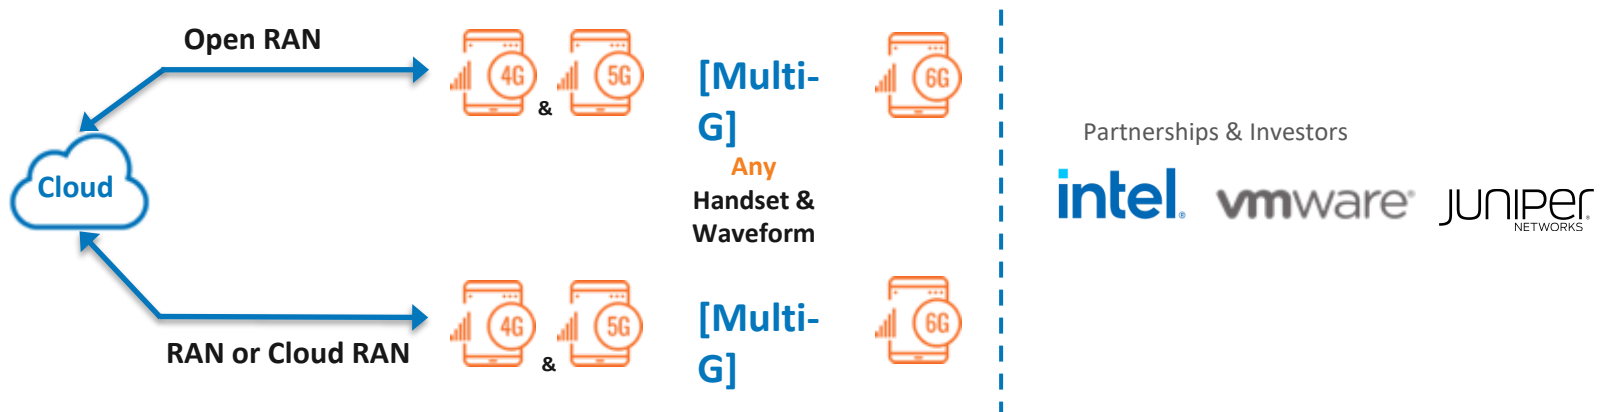 Open RAN
4G
&
5G
[Multi-
G]
6G
Any
Handset &
Waveform
Cloud
RAN or Cloud RAN
4G
&
5G
[Multi-
G]
6G
Partnerships & Investors
intel.
vmware®
JUNIPER
NETWORKS